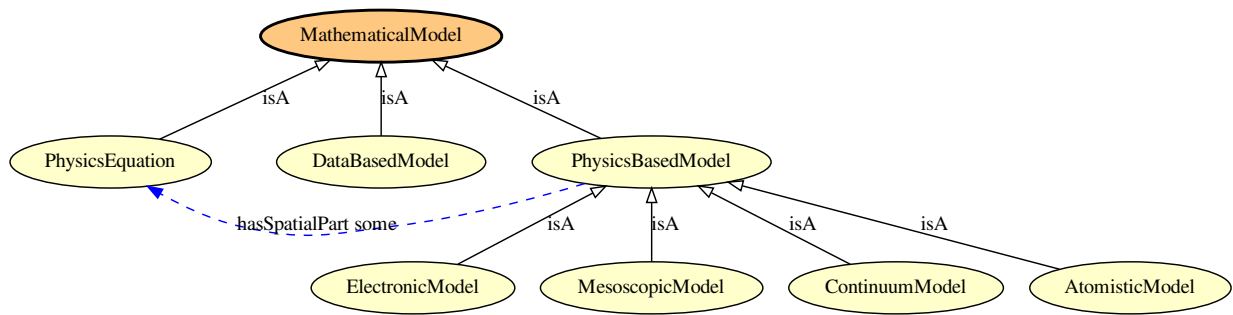 MathematicalModel
isA
isA
isA
PhysicsEquation
DataBasedModel
PhysicsBasedModel
hasSpatialPart some
isA
isA
isA
isA
ElectronicModel
MesoscopicModel
ContinuumModel
AtomisticModel